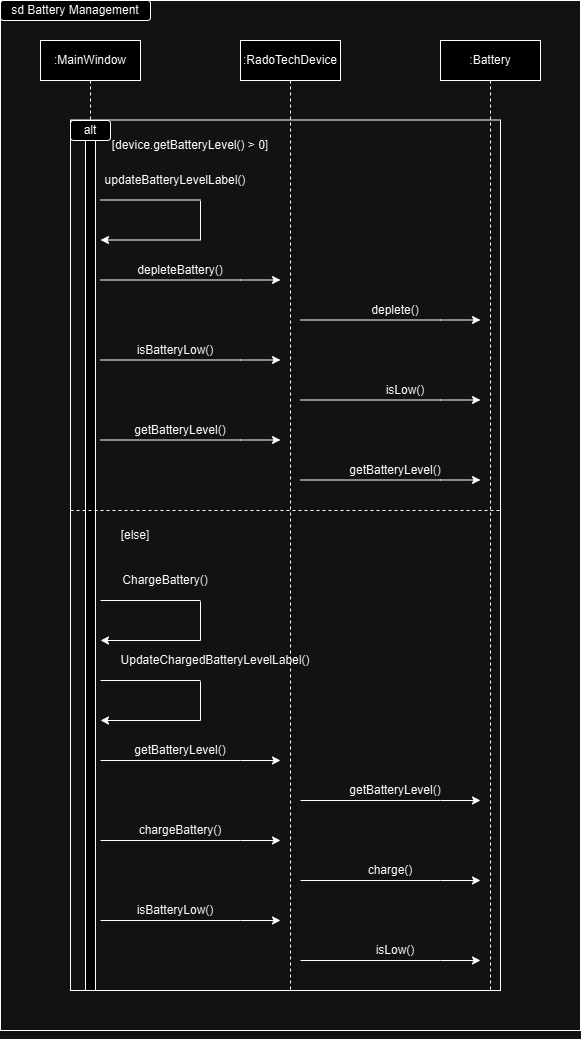 sd Battery Management
:MainWindow
:RadoTechDevice
:Battery
alt
[device.getBatteryLevel() > 0]
updateBatteryLevelLabel()
depleteBattery()
deplete()
isBatteryLow()
isLow()
getBatteryLevel()
getBatteryLevel()
[else]
ChargeBattery()
UpdateChargedBatteryLevelLabel()
getBatteryLevel()
getBatteryLevel()
chargeBattery()
charge()
isBatteryLow()
isLow()